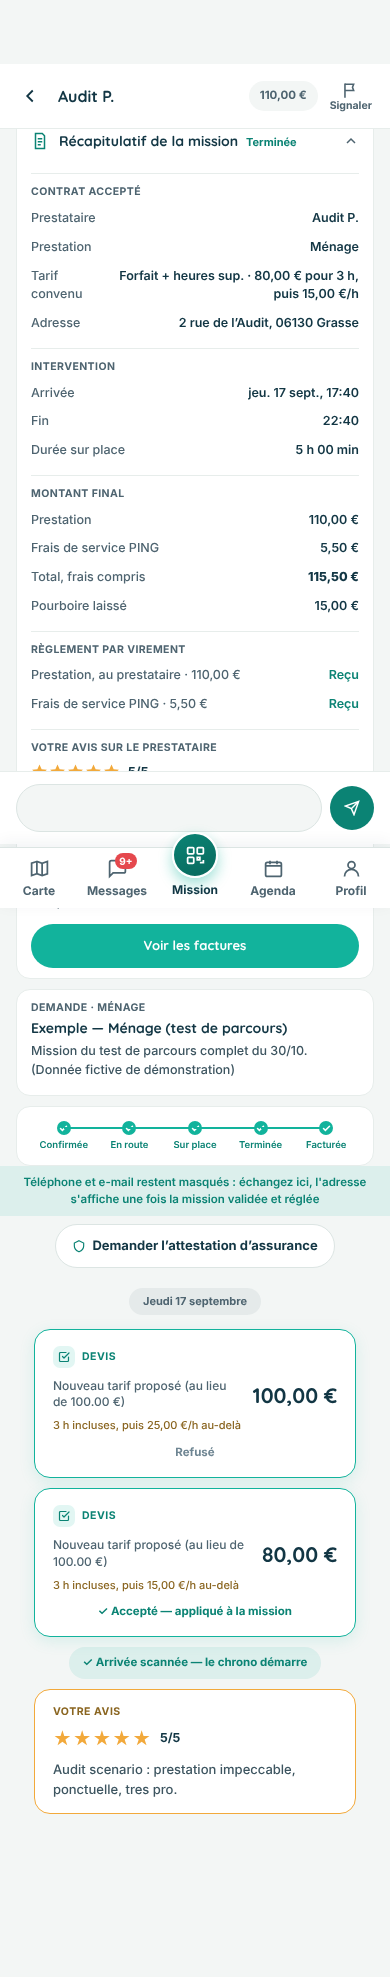 Audit P.
110,00 €
Signaler
Récapitulatif de la mission Terminée
CONTRAT ACCEPTÉ
Prestataire Audit P.
Prestation Ménage
Tarif convenu Forfait + heures sup. · 80,00 € pour 3 h, puis 15,00 €/h
Adresse 2 rue de l’Audit, 06130 Grasse
INTERVENTION
Arrivée jeu. 17 sept., 17:40
Fin 22:40
Durée sur place 5 h 00 min
MONTANT FINAL
Prestation 110,00 €
Frais de service PING 5,50 €
Total, frais compris 115,50 €
Pourboire laissé 15,00 €
RÈGLEMENT PAR VIREMENT
Prestation, au prestataire · 110,00 € Reçu
Frais de service PING · 5,50 € Reçu
VOTRE AVIS SUR LE PRESTATAIRE
5/5
9+
Carte
Messages
Mission
Agenda
Profil
Voir les factures
DEMANDE · MÉNAGE
Exemple — Ménage (test de parcours)
Mission du test de parcours complet du 30/10.
(Donnée fictive de démonstration)
Confirmée
En route
Sur place
Terminée
Facturée
Téléphone et e-mail restent masqués : échangez ici, l'adresse
s'affiche une fois la mission validée et réglée
Demander l’attestation d’assurance
Jeudi 17 septembre
DEVIS
Nouveau tarif proposé (au lieu
de 100.00 €)
100,00 €
3 h incluses, puis 25,00 €/h au-delà
Refusé
DEVIS
Nouveau tarif proposé (au lieu de
100.00 €)
80,00 €
3 h incluses, puis 15,00 €/h au-delà
✓ Accepté — appliqué à la mission
✓ Arrivée scannée — le chrono démarre
VOTRE AVIS
★★★★★ 5/5
Audit scenario : prestation impeccable,
ponctuelle, tres pro.